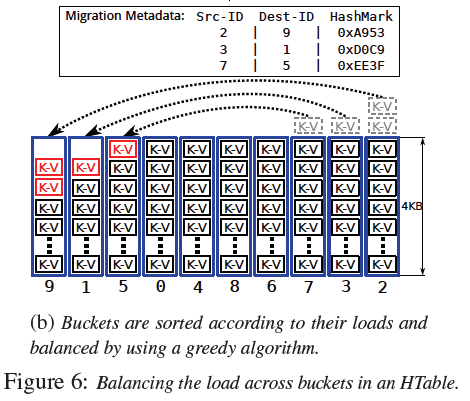 Migration Metadata: Src-ID Dest-ID HashMark
2 | 9 | 0xA953
3 | 1 | 0xD0C9
7 | 5 | 0xEE3F
K-V
K-V K-V K-V
K-V K-V K-V K-V K-V K-V K-V K-V
K-V K-V K-V K-V K-V K-V K-V K-V K-V K-V
K-V K-V K-V K-V K-V K-V K-V K-V K-V K-V
K-V K-V K-V K-V K-V K-V K-V K-V K-V K-V 4KB
K-V K-V K-V K-V K-V K-V K-V K-V K-V K-V
K-V K-V K-V K-V K-V K-V K-V K-V K-V K-V
9 1 5 0 4 8 6 7 3 2
(b) Buckets are sorted according to their loads and
balanced by using a greedy algorithm.
Figure 6: Balancing the load across buckets in an HTable.